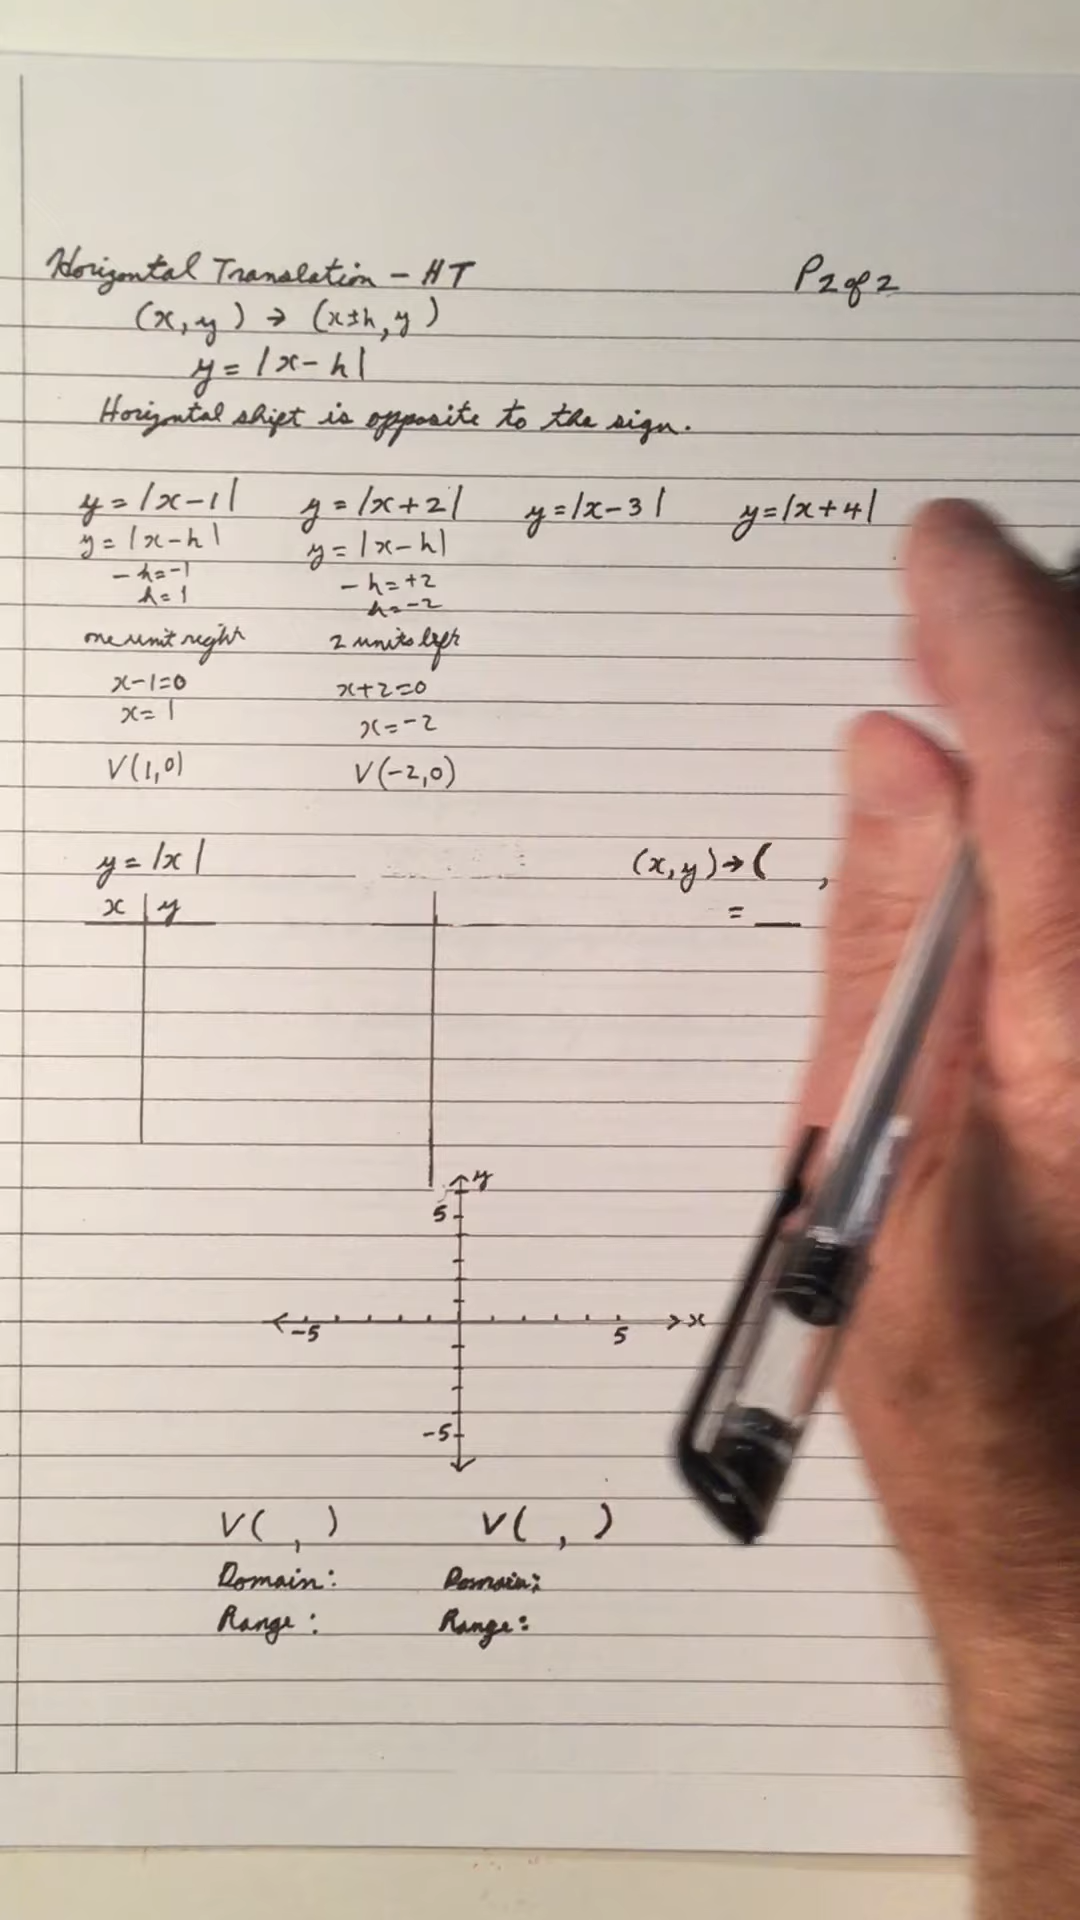 Horizontal Translation - HT P2 of 2
(x, y) → (x±h, y)
y = |x - h|
Horizontal shift is opposite to the sign.
y = |x - 1| y = |x + 2| y = |x - 3| y = |x + 4|
y = |x - h| y = |x - h|
- h = -1 - h = +2
h = 1 h = -2
one unit right 2 units left
x - 1 = 0 x + 2 = 0
x = 1 x = -2
V(1,0) V(-2,0)
y = |x| (x, y) → ( ,
x | y = __
y
5
-5 5 x
-5
V( , ) V( , )
Domain: Domain:
Range: Range: